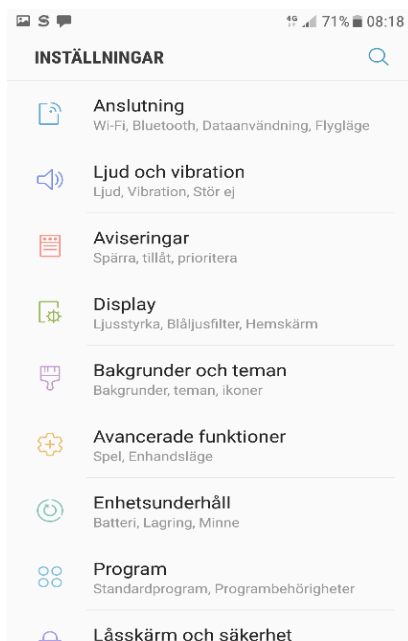 S 4G 71% 08:18
INSTÄLLNINGAR
Anslutning
Wi-Fi, Bluetooth, Dataanvändning, Flygläge
Ljud och vibration
Ljud, Vibration, Stör ej
Aviseringar
Spärra, tillåt, prioritera
Display
Ljusstyrka, Blåljusfilter, Hemskärm
Bakgrunder och teman
Bakgrunder, teman, ikoner
Avancerade funktioner
Spel, Enhandsläge
Enhetsunderhåll
Batteri, Lagring, Minne
Program
Standardprogram, Programbehörigheter
Låsskärm och säkerhet